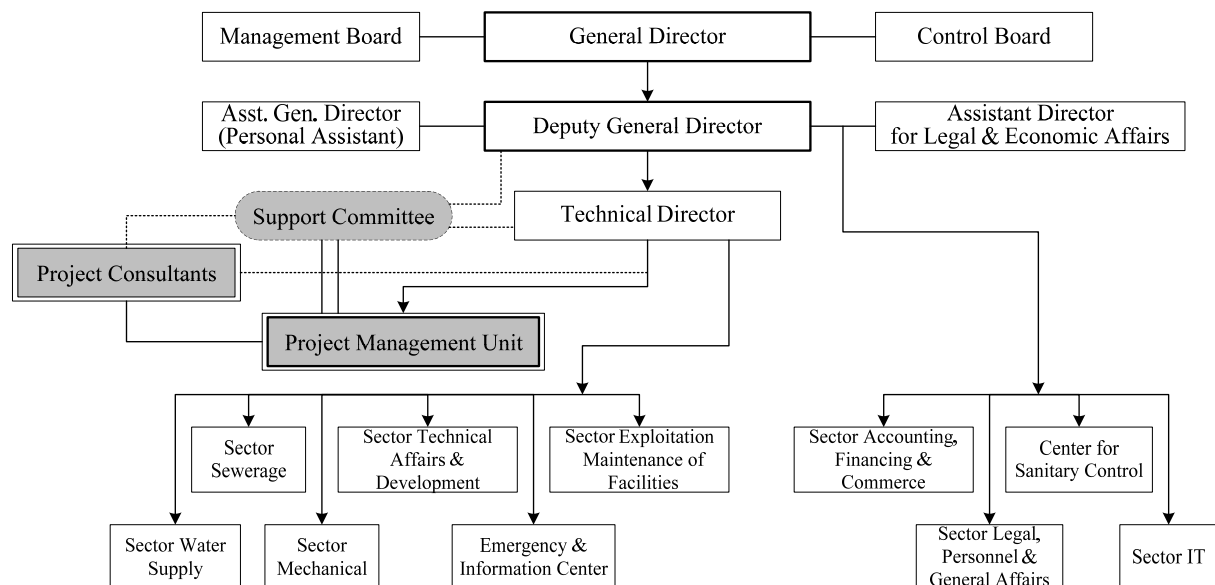 Management Board
General Director
Control Board
Asst. Gen. Director
(Personal Assistant)
Deputy General Director
Assistant Director
for Legal & Economic Affairs
Support Committee
Technical Director
Project Consultants
Project Management Unit
Sector
Sewerage
Sector Technical
Affairs &
Development
Sector Exploitation
Maintenance of
Facilities
Sector Accounting,
Financing &
Commerce
Center for
Sanitary Control
Sector Water
Supply
Sector
Mechanical
Emergency &
Information Center
Sector Legal,
Personnel &
General Affairs
Sector IT